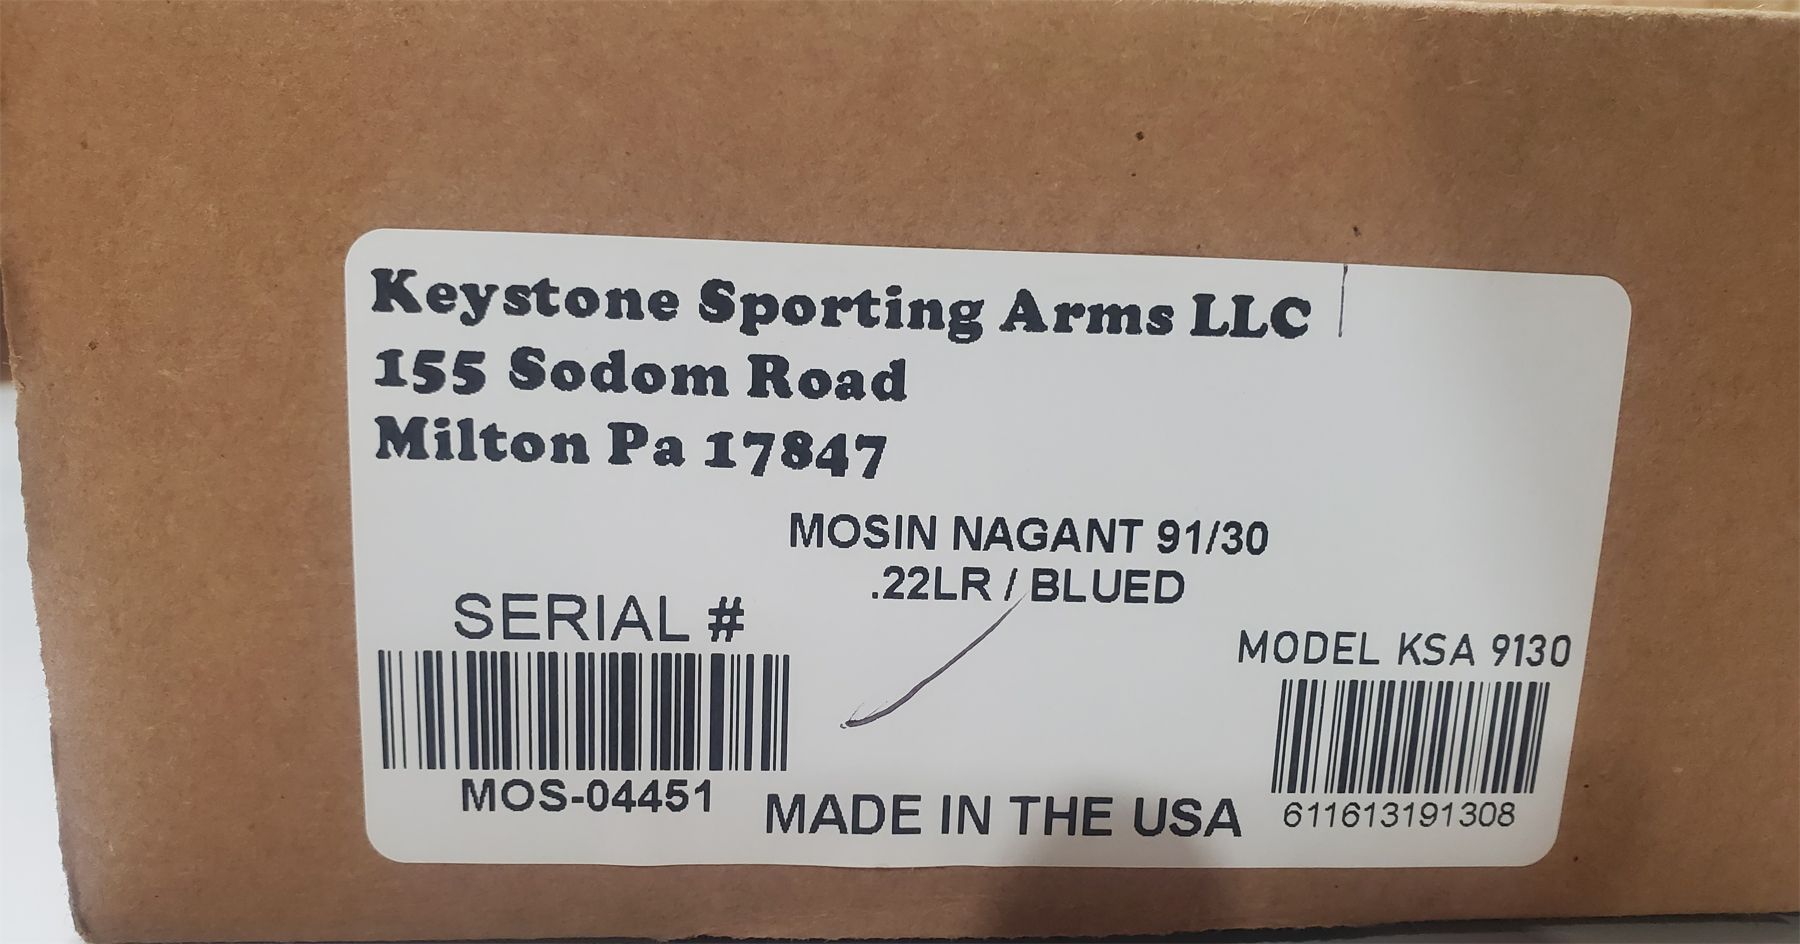 Keystone Sporting Arms LLC
155 Sodom Road
Milton Pa 17847
MOSIN NAGANT 91/30
.22LR / BLUED
SERIAL #
MODEL KSA 9130
MOS-04451
MADE IN THE USA
611613191308